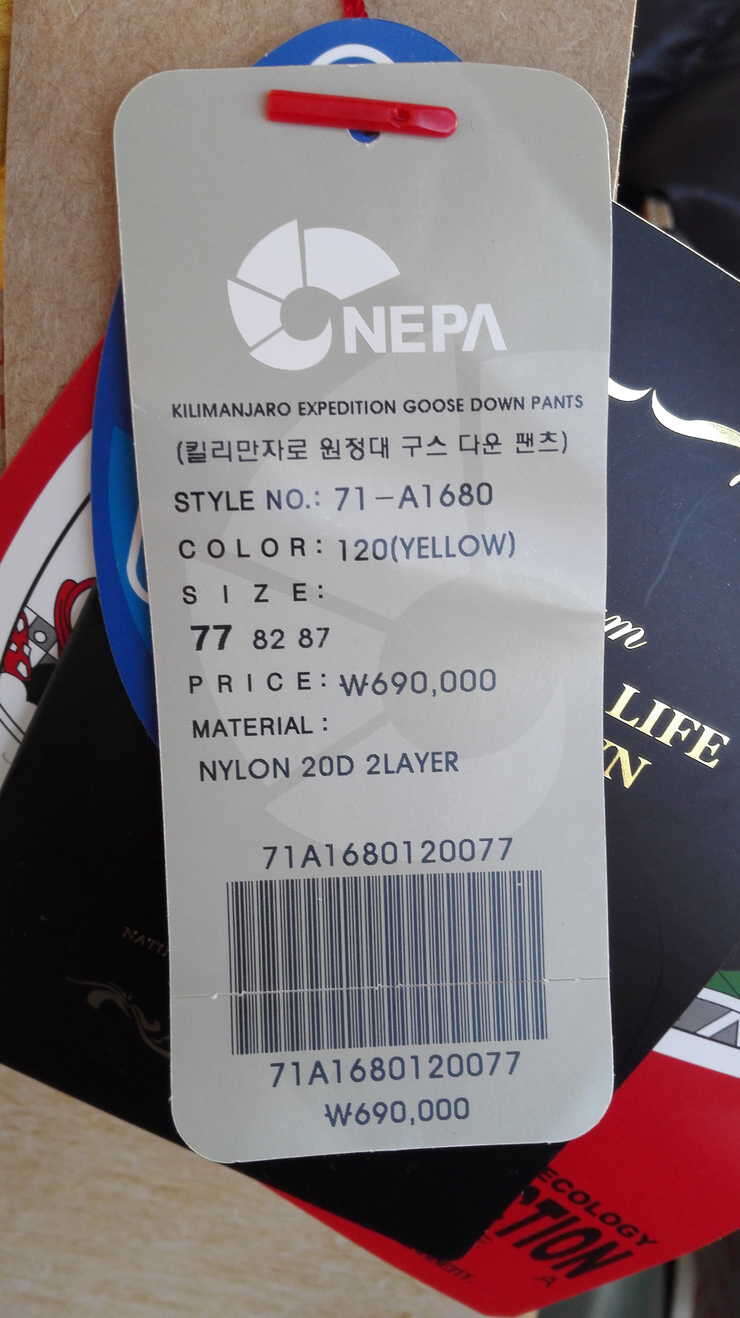 NEPA
KILIMANJARO EXPEDITION GOOSE DOWN PANTS
(킬리만자로 원정대 구스 다운 팬츠)
STYLE NO.: 71-A1680
COLOR: 120(YELLOW)
SIZE:
77 82 87
PRICE: ₩690,000
MATERIAL :
NYLON 20D 2LAYER
71A1680120077
71A1680120077
₩690,000
LIFE
ECOLOGY